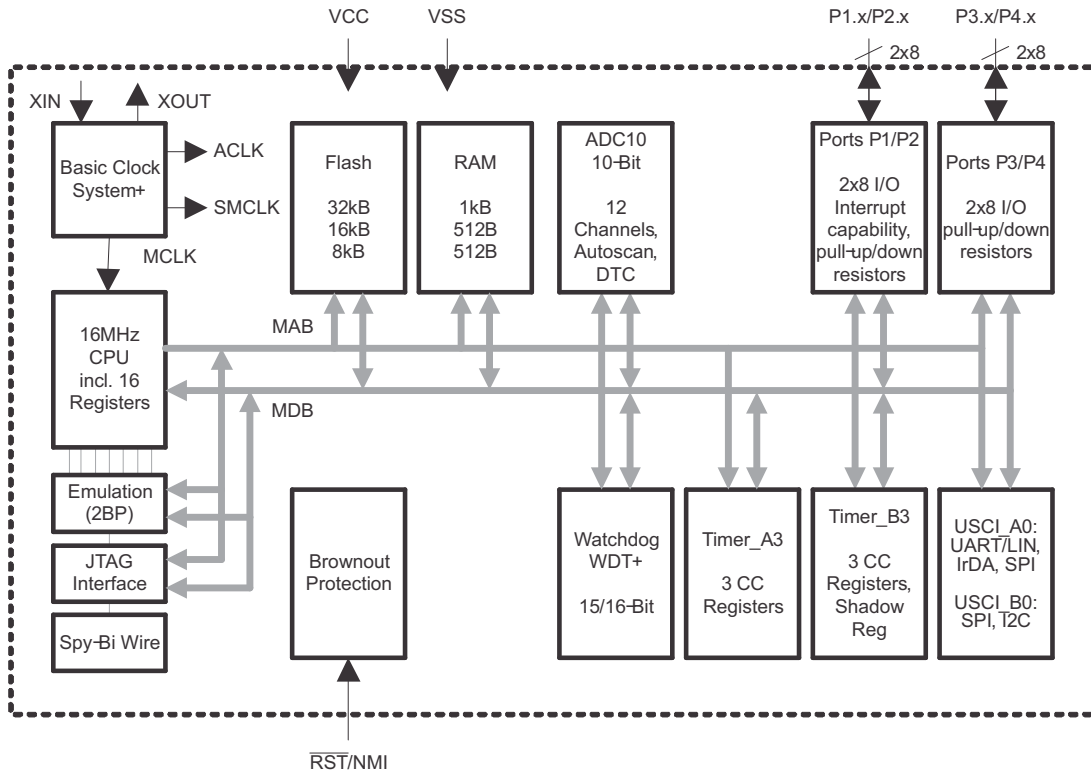 VCC
VSS
P1.x/P2.x
P3.x/P4.x
2x8
2x8
XIN
XOUT
Basic Clock
System+
ACLK
SMCLK
MCLK
Flash
32kB
16kB
8kB
RAM
1kB
512B
512B
ADC10
10-Bit
12
Channels,
Autoscan,
DTC
Ports P1/P2
2x8 I/O
Interrupt
capability,
pull-up/down
resistors
Ports P3/P4
2x8 I/O
pull-up/down
resistors
16MHz
CPU
incl. 16
Registers
MAB
MDB
Emulation
(2BP)
JTAG
Interface
Spy-Bi Wire
Brownout
Protection
Watchdog
WDT+
15/16-Bit
Timer_A3
3 CC
Registers
Timer_B3
3 CC
Registers,
Shadow
Reg
USCI_A0:
UART/LIN,
IrDA, SPI
USCI_B0:
SPI, I2C
RST/NMI